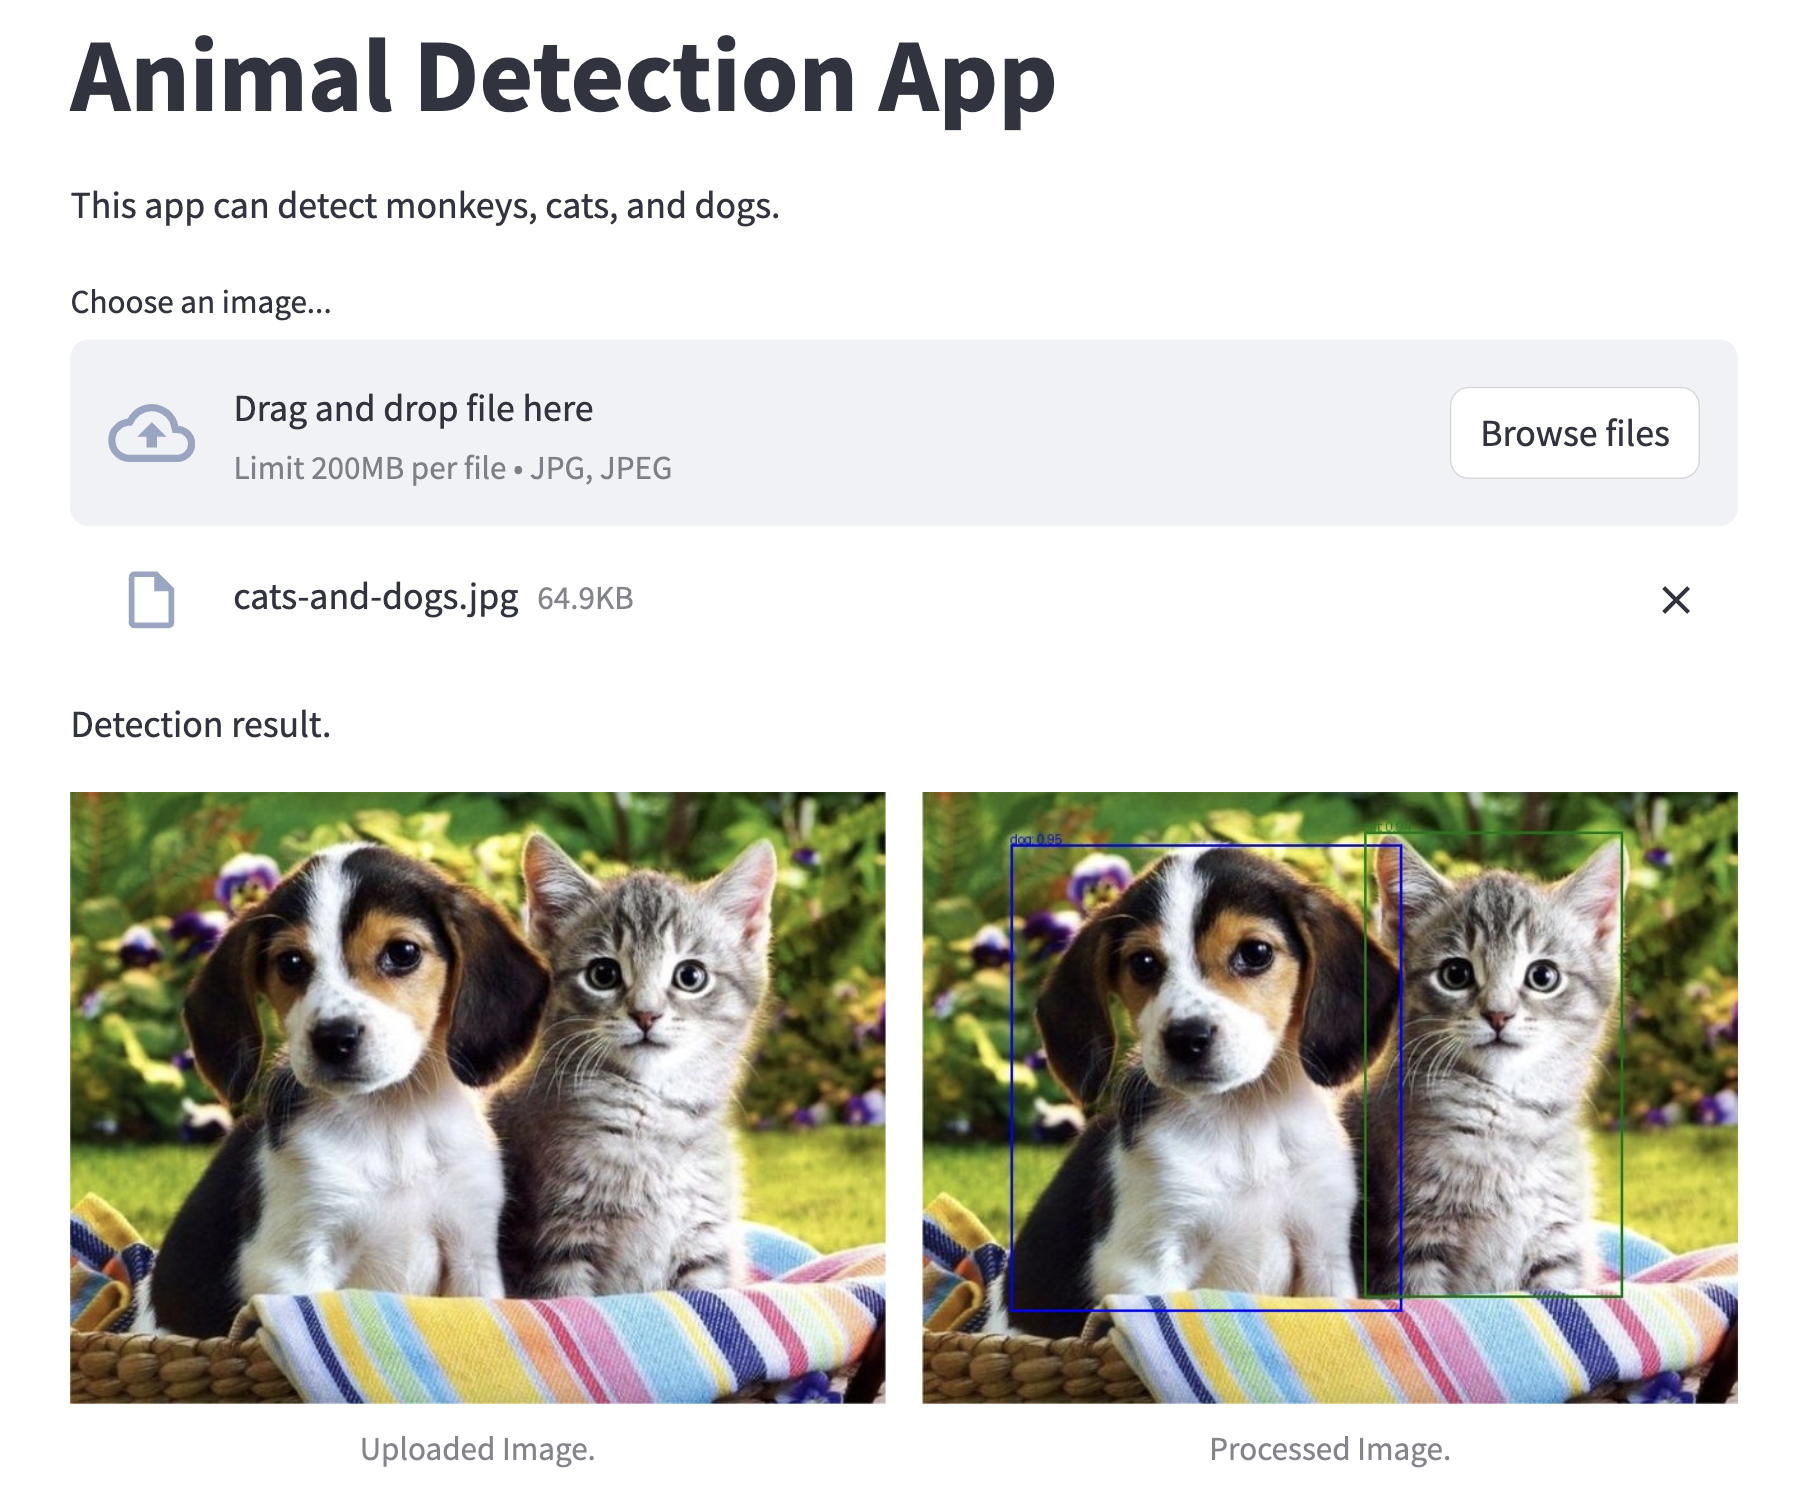 Animal Detection App
This app can detect monkeys, cats, and dogs.
Choose an image...
Drag and drop file here
Limit 200MB per file • JPG, JPEG
Browse files
cats-and-dogs.jpg 64.9KB
Detection result.
dog: 0.95
Uploaded Image.
Processed Image.